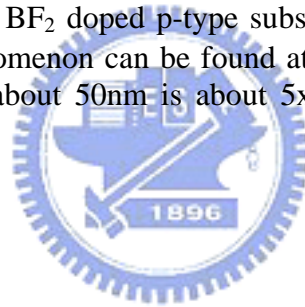 BF₂ doped p-type subs
omenon can be found at
about 50nm is about 5x
1896